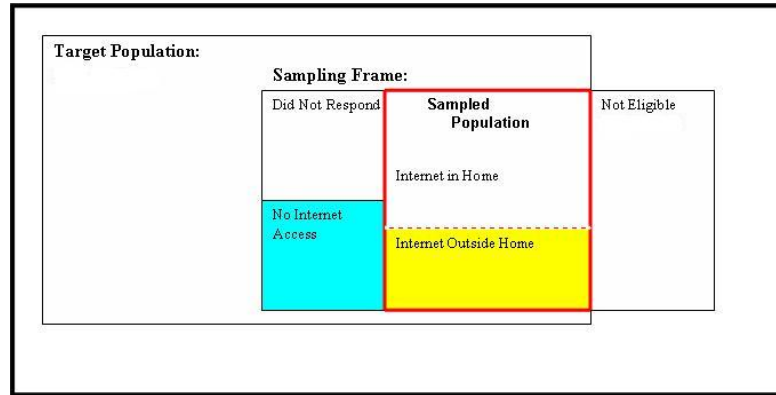 Target Population:
Sampling Frame:
Did Not Respond
Sampled
Population
Not Eligible
Internet in Home
No Internet
Access
Internet Outside Home